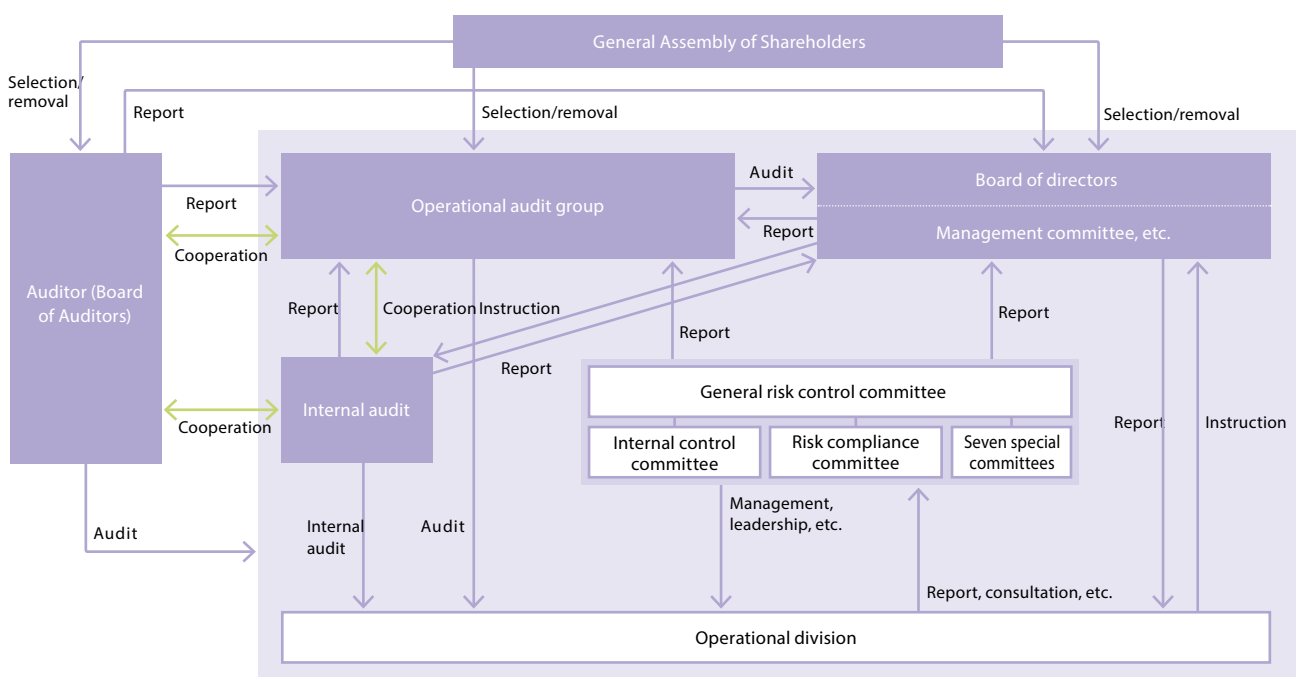 General Assembly of Shareholders
Selection/
removal
Report
Selection/removal
Selection/removal
Auditor (Board
of Auditors)
Operational audit group
Audit
Board of directors
Management committee, etc.
Report
Report
Cooperation
Report
Cooperation
Instruction
Report
Report
Report
Internal audit
Cooperation
General risk control committee
Internal control
committee
Risk compliance
committee
Seven special
committees
Report
Instruction
Audit
Internal
audit
Audit
Management,
leadership, etc.
Report, consultation, etc.
Operational division